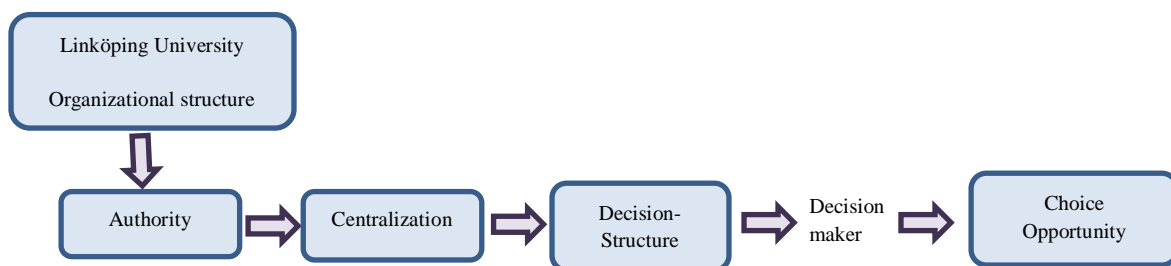 Linköping University
Organizational structure
Authority
Centralization
Decision-
Structure
Decision
maker
Choice
Opportunity